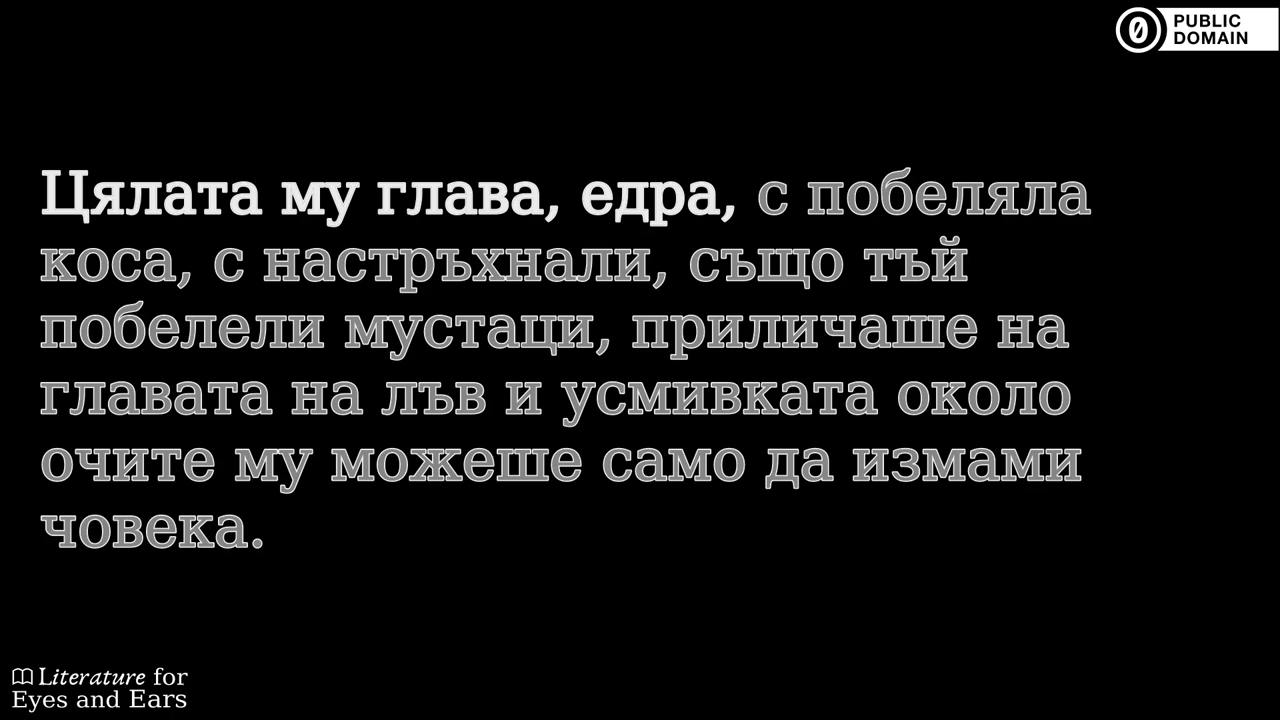 PUBLIC
DOMAIN
Цялата му глава, едра, с побеляла
коса, с настръхнали, също тъй
побелели мустаци, приличаше на
главата на лъв и усмивката около
очите му можеше само да измами
човека.
Literature for
Eyes and Ears